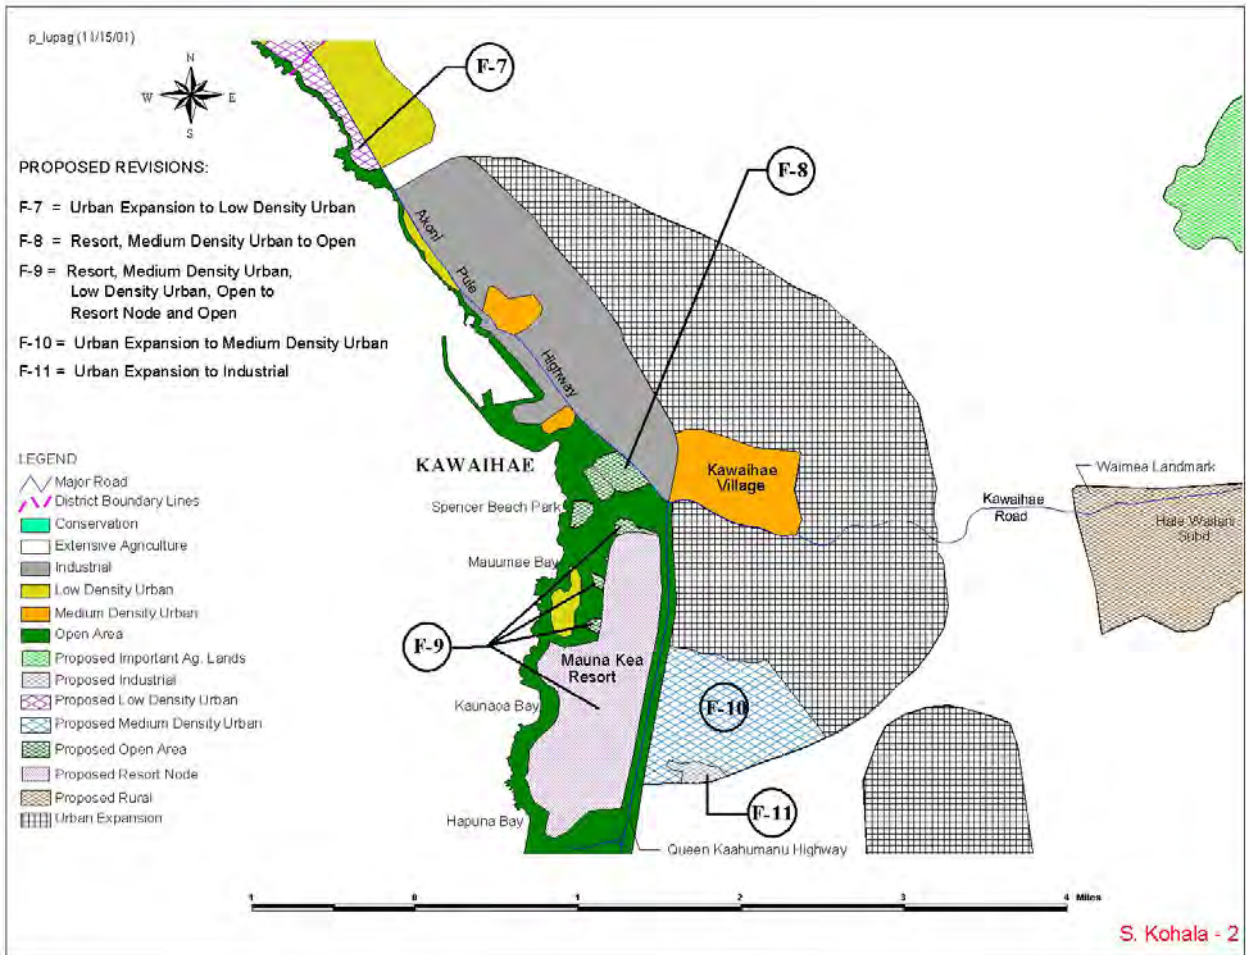 p_lupag (11/15/01)
N
W E
S
PROPOSED REVISIONS:
F-7 = Urban Expansion to Low Density Urban
F-8 = Resort, Medium Density Urban to Open
F-9 = Resort, Medium Density Urban,
Low Density Urban, Open to
Resort Node and Open
F-10 = Urban Expansion to Medium Density Urban
F-11 = Urban Expansion to Industrial
LEGEND
Major Road
District Boundary Lines
Conservation
Extensive Agriculture
Industrial
Low Density Urban
Medium Density Urban
Open Area
Proposed Important Ag. Lands
Proposed Industrial
Proposed Low Density Urban
Proposed Medium Density Urban
Proposed Open Area
Proposed Resort Node
Proposed Rural
Urban Expansion
F-7
F-8
Akoni
Pule
Highway
KAWAIHAE
Kawaihae
Village
Waimea Landmark
Kawaihae
Road
Hale Wailani
Subd
Spencer Beach Park
Mauumae Bay
F-9
Mauna Kea
Resort
Kaunaoa Bay
F-10
F-11
Hapuna Bay
Queen Kaahumanu Highway
1 0 1 2 3 4 Miles
S. Kohala - 2